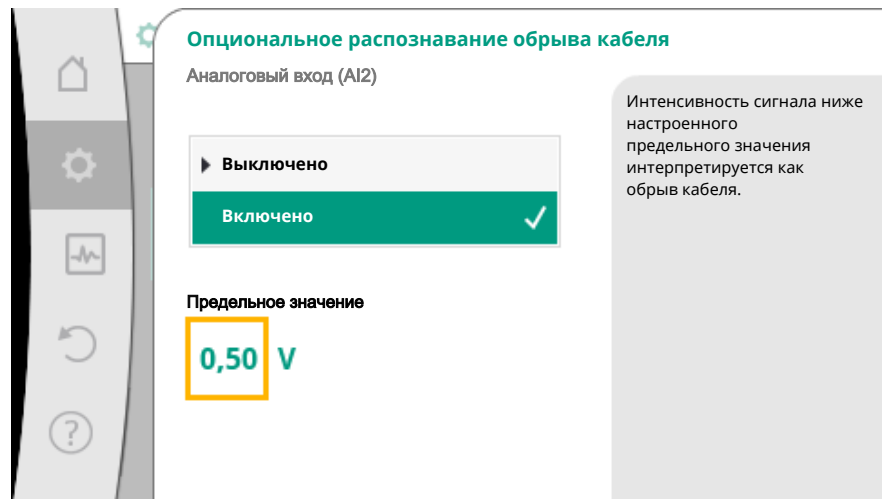 Опциональное распознавание обрыва кабеля
Аналоговый вход (AI2)
Интенсивность сигнала ниже
настроенного
предельного значения
интерпретируется как
обрыв кабеля.
Выключено
Включено
Предельное значение
0,50 V
?